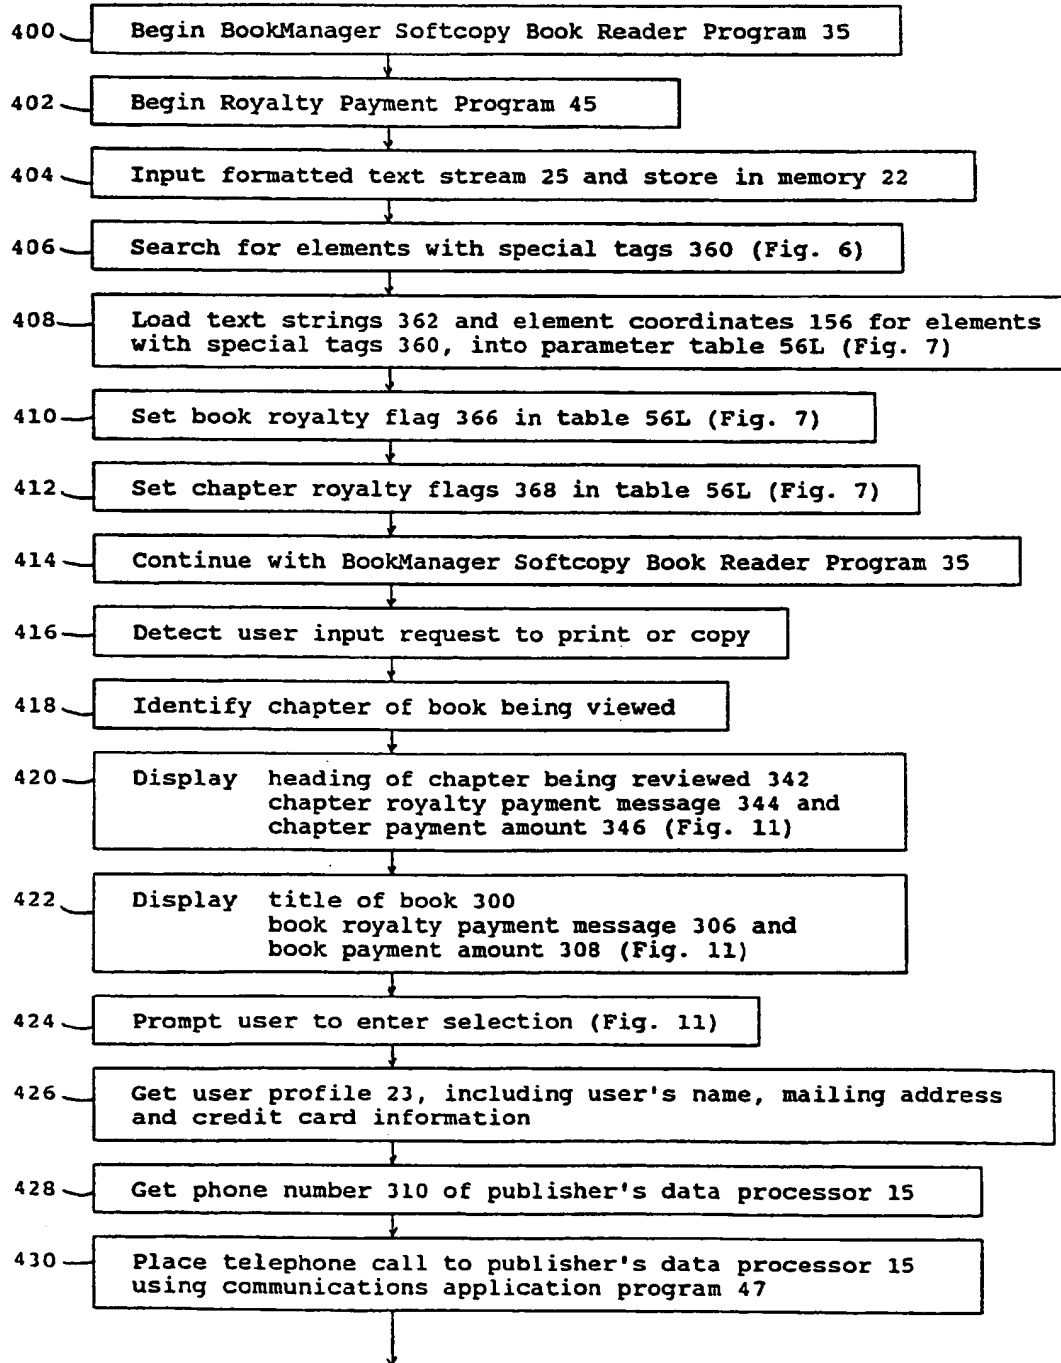 400 Begin BookManager Softcopy Book Reader Program 35
402 Begin Royalty Payment Program 45
404 Input formatted text stream 25 and store in memory 22
406 Search for elements with special tags 360 (Fig. 6)
408 Load text strings 362 and element coordinates 156 for elements
with special tags 360, into parameter table 56L (Fig. 7)
410 Set book royalty flag 366 in table 56L (Fig. 7)
412 Set chapter royalty flags 368 in table 56L (Fig. 7)
414 Continue with BookManager Softcopy Book Reader Program 35
416 Detect user input request to print or copy
418 Identify chapter of book being viewed
420 Display heading of chapter being reviewed 342
chapter royalty payment message 344 and
chapter payment amount 346 (Fig. 11)
422 Display title of book 300
book royalty payment message 306 and
book payment amount 308 (Fig. 11)
424 Prompt user to enter selection (Fig. 11)
426 Get user profile 23, including user's name, mailing address
and credit card information
428 Get phone number 310 of publisher's data processor 15
430 Place telephone call to publisher's data processor 15
using communications application program 47